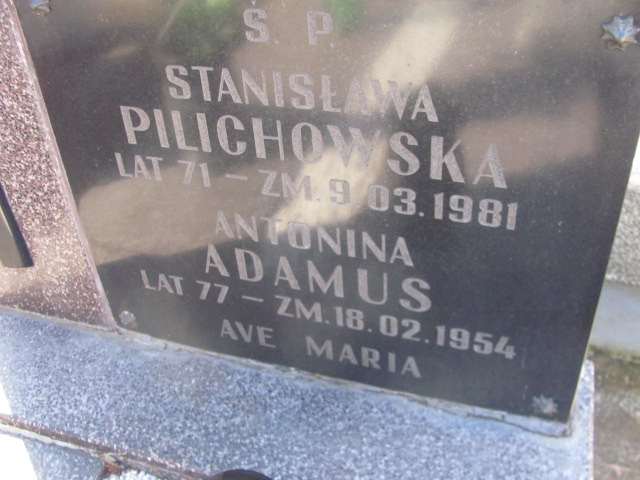 Ś. P.
STANISŁAWA
PILICHOWSKA
LAT 71 – ZM. 9 03.1981
ANTONINA
ADAMUS
LAT 77 – ZM. 18.02.1954
AVE MARIA